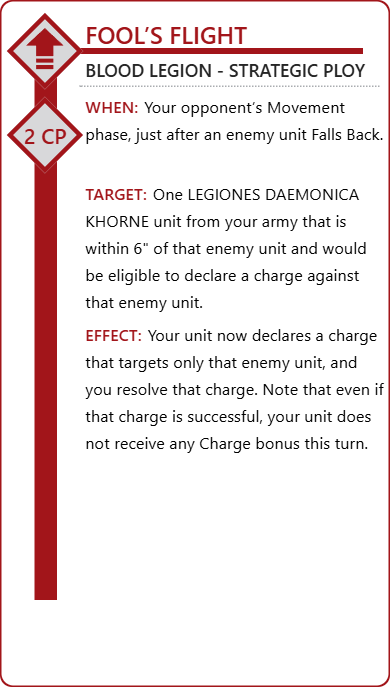 FOOL’S FLIGHT
BLOOD LEGION - STRATEGIC PLOY
2 CP
WHEN: Your opponent’s Movement
phase, just after an enemy unit Falls Back.
TARGET: One LEGIONES DAEMONICA
KHORNE unit from your army that is
within 6" of that enemy unit and would
be eligible to declare a charge against
that enemy unit.
EFFECT: Your unit now declares a charge
that targets only that enemy unit, and
you resolve that charge. Note that even if
that charge is successful, your unit does
not receive any Charge bonus this turn.